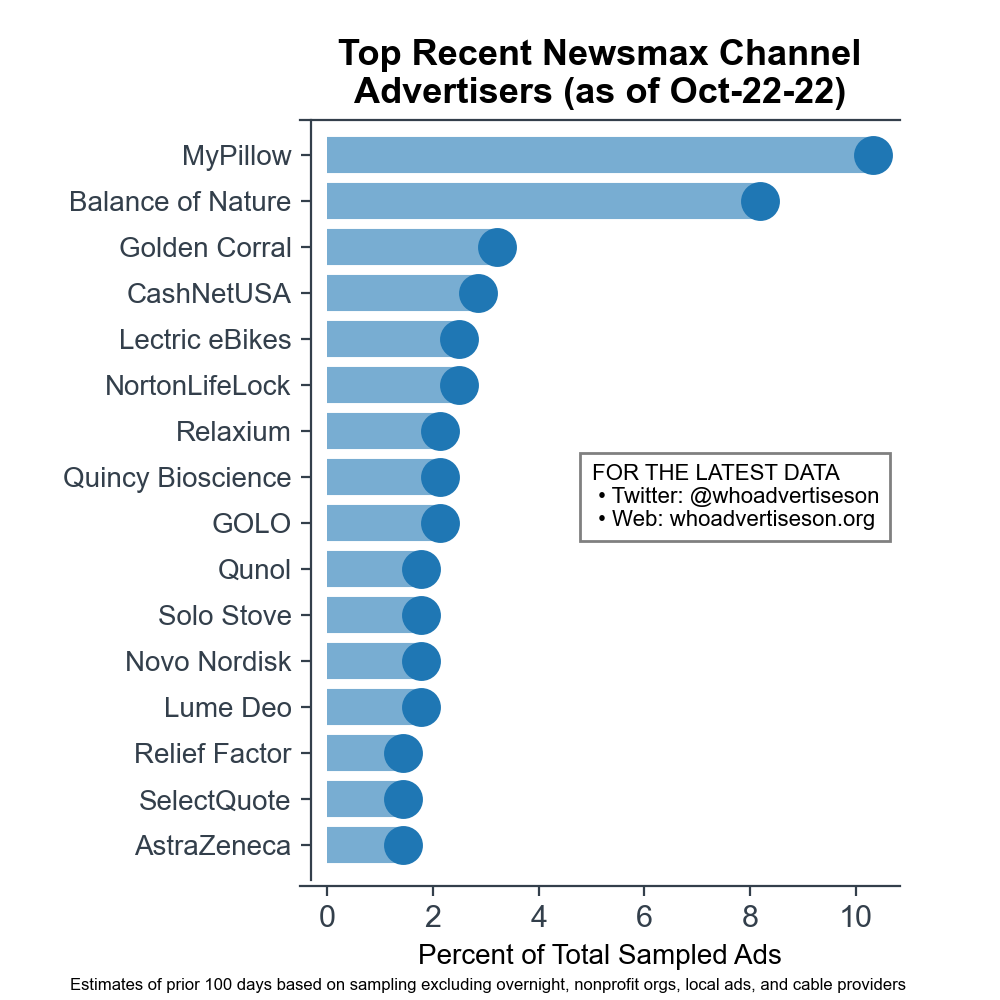 Top Recent Newsmax Channel
Advertisers (as of Oct-22-22)
MyPillow
Balance of Nature
Golden Corral
CashNetUSA
Lectric eBikes
NortonLifeLock
Relaxium
Quincy Bioscience
GOLO
Qunol
Solo Stove
Novo Nordisk
Lume Deo
Relief Factor
SelectQuote
AstraZeneca
FOR THE LATEST DATA
• Twitter: @whoadvertiseson
• Web: whoadvertiseson.org
0 2 4 6 8 10
Percent of Total Sampled Ads
Estimates of prior 100 days based on sampling excluding overnight, nonprofit orgs, local ads, and cable providers